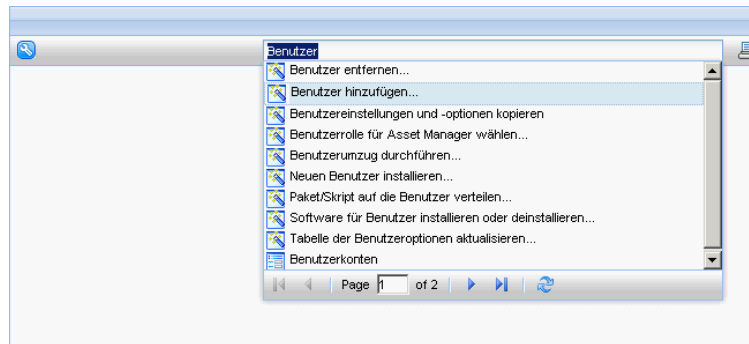 Benutzer
Benutzer entfernen...
Benutzer hinzufügen...
Benutzereinstellungen und -optionen kopieren
Benutzerrolle für Asset Manager wählen...
Benutzerumzug durchführen...
Neuen Benutzer installieren...
Paket/Skript auf die Benutzer verteilen...
Software für Benutzer installieren oder deinstallieren...
Tabelle der Benutzeroptionen aktualisieren...
Benutzerkonten
Page 1 of 2